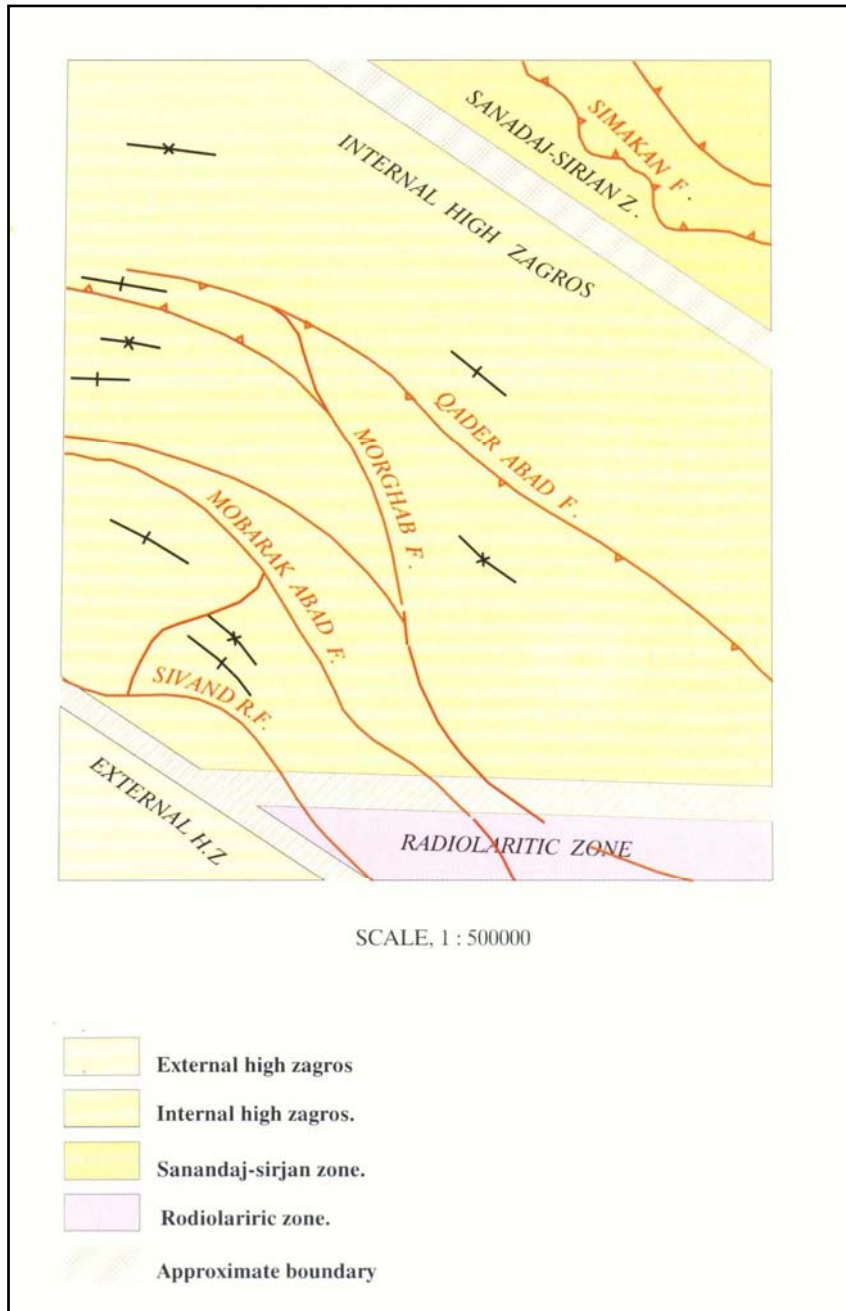 SANADAJ-SIRJAN Z.
SIMAKAN F.
INTERNAL HIGH ZAGROS
QADER ABAD F.
MORGHAB F.
MOBARAK ABAD F.
SIVAND R.F.
EXTERNAL H.Z
RADIOLARITIC ZONE
SCALE, 1 : 500000
External high zagros
Internal high zagros.
Sanandaj-sirjan zone.
Rodiolariric zone.
Approximate boundary